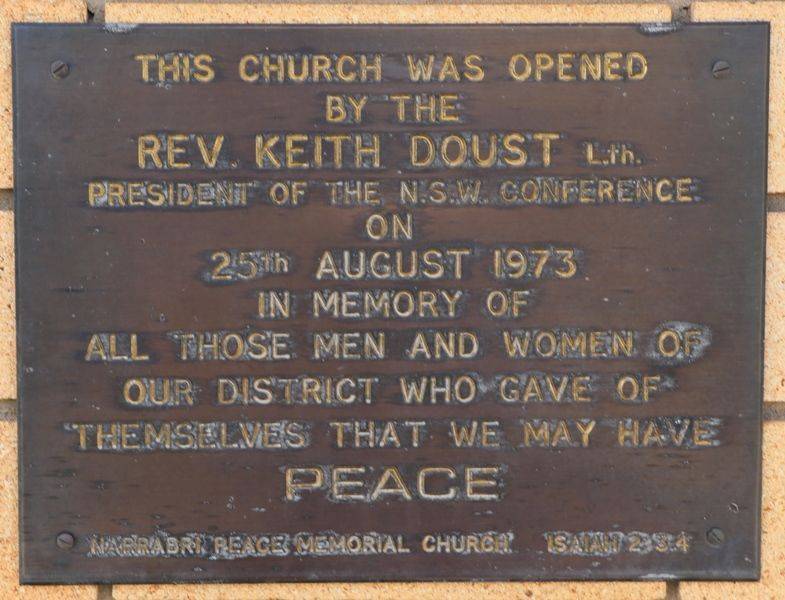 THIS CHURCH WAS OPENED
BY THE
REV. KEITH DOUST L.th.
PRESIDENT OF THE N.S.W. CONFERENCE
ON
25th AUGUST 1973
IN MEMORY OF
ALL THOSE MEN AND WOMEN OF
OUR DISTRICT WHO GAVE OF
THEMSELVES THAT WE MAY HAVE
PEACE
NARRABRI PEACE MEMORIAL CHURCH ISAIAH 2:3.4